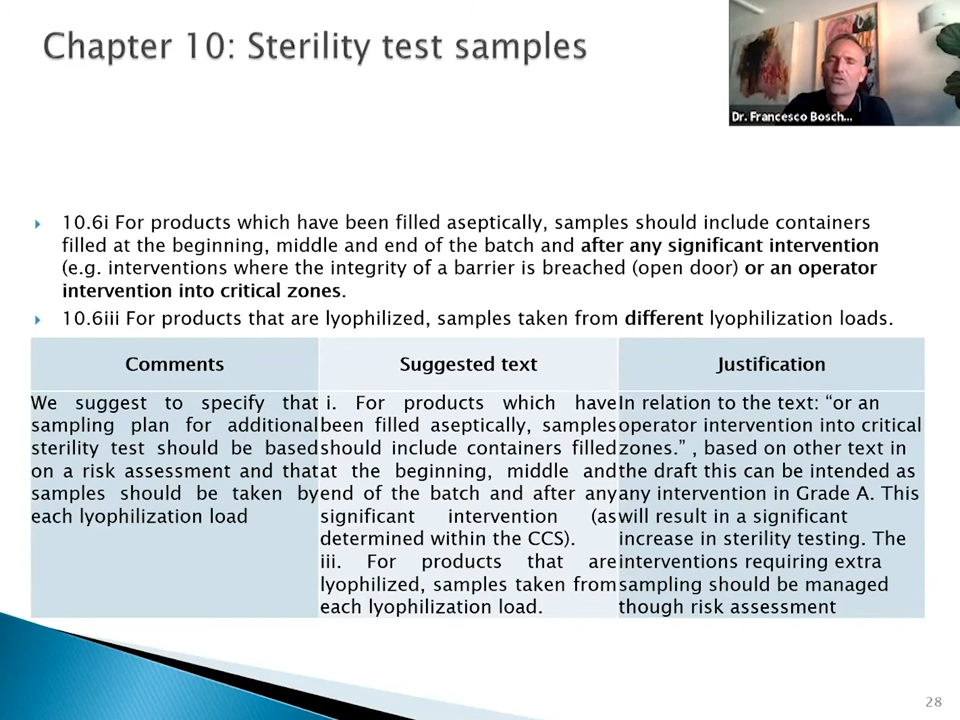 Chapter 10: Sterility test samples
Dr. Francesco Bosch...
10.6i For products which have been filled aseptically, samples should include containers
filled at the beginning, middle and end of the batch and after any significant intervention
(e.g. interventions where the integrity of a barrier is breached (open door) or an operator
intervention into critical zones.
10.6iii For products that are lyophilized, samples taken from different lyophilization loads.
Comments
We suggest to specify that
sampling plan for additional
sterility test should be based
on a risk assessment and that
samples should be taken by
each lyophilization load
Suggested text
i. For products which have
been filled aseptically, samples
should include containers filled
at the beginning, middle and
end of the batch and after any
significant intervention (as
determined within the CCS).
iii. For products that are
lyophilized, samples taken from
each lyophilization load.
Justification
In relation to the text: “or an
operator intervention into critical
zones.” , based on other text in
the draft this can be intended as
any intervention in Grade A. This
will result in a significant
increase in sterility testing. The
interventions requiring extra
sampling should be managed
though risk assessment
28